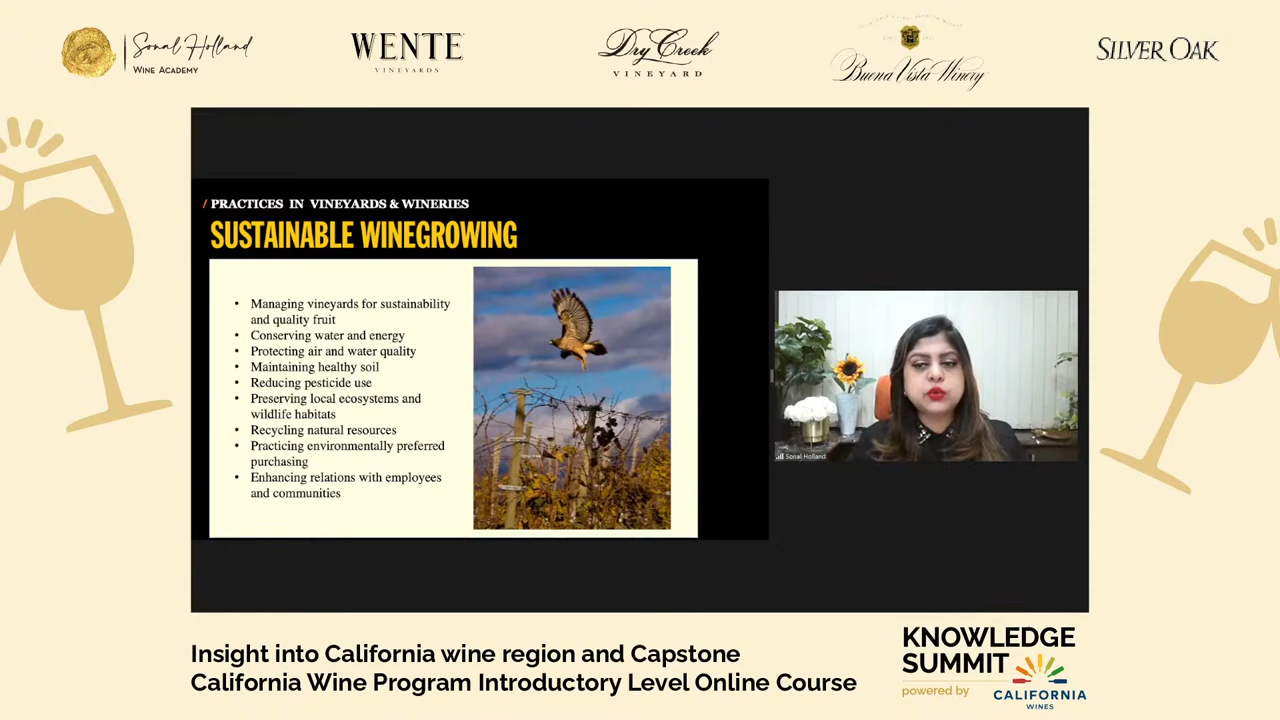 Sonal Holland
WINE ACADEMY
WENTE
VINEYARDS
Dry Creek
VINEYARD
Buena Vista Winery
SILVER OAK
/ PRACTICES IN VINEYARDS & WINERIES
SUSTAINABLE WINEGROWING
• Managing vineyards for sustainability
and quality fruit
• Conserving water and energy
• Protecting air and water quality
• Maintaining healthy soil
• Reducing pesticide use
• Preserving local ecosystems and
wildlife habitats
• Recycling natural resources
• Practicing environmentally preferred
purchasing
• Enhancing relations with employees
and communities
Sonal Holland
Insight into California wine region and Capstone
California Wine Program Introductory Level Online Course
KNOWLEDGE
SUMMIT
powered by
CALIFORNIA
WINES